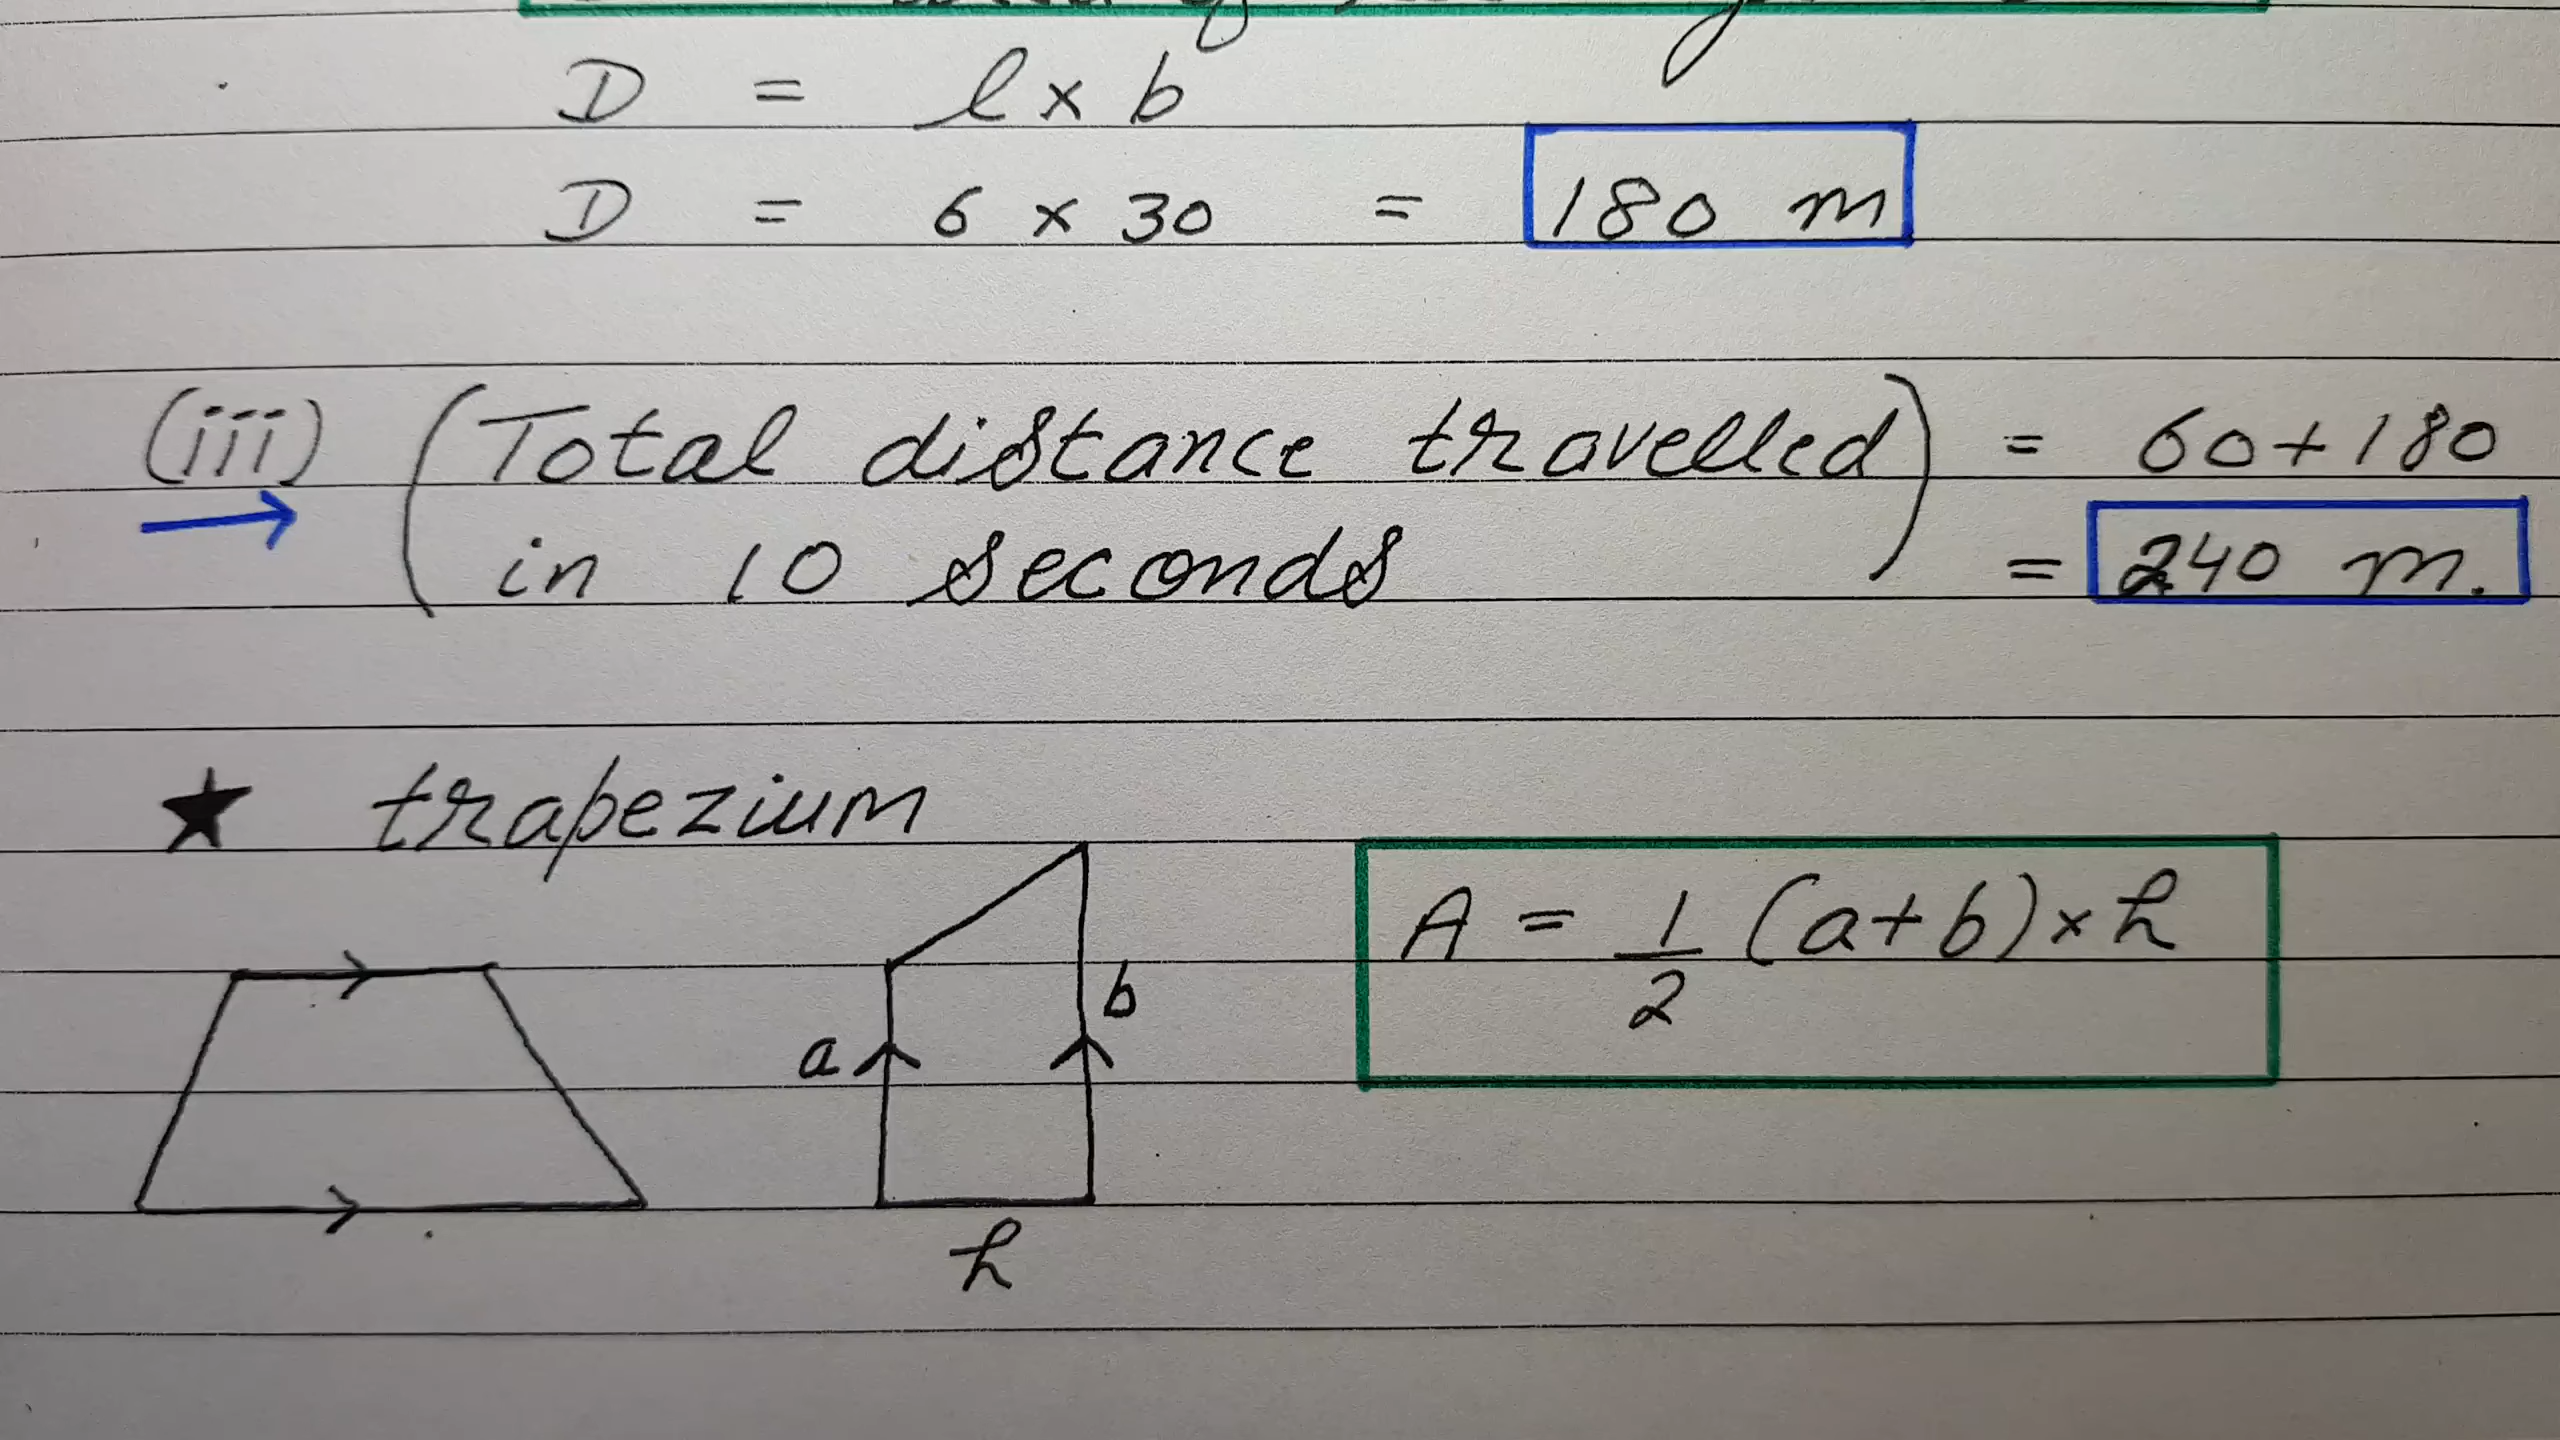 D = l × b
D = 6 × 30 = 180 m
(iii) (Total distance travelled in 10 seconds) = 60 + 180
= 240 m.
★ trapezium
a
b
h
A = 1/2 (a+b) × h